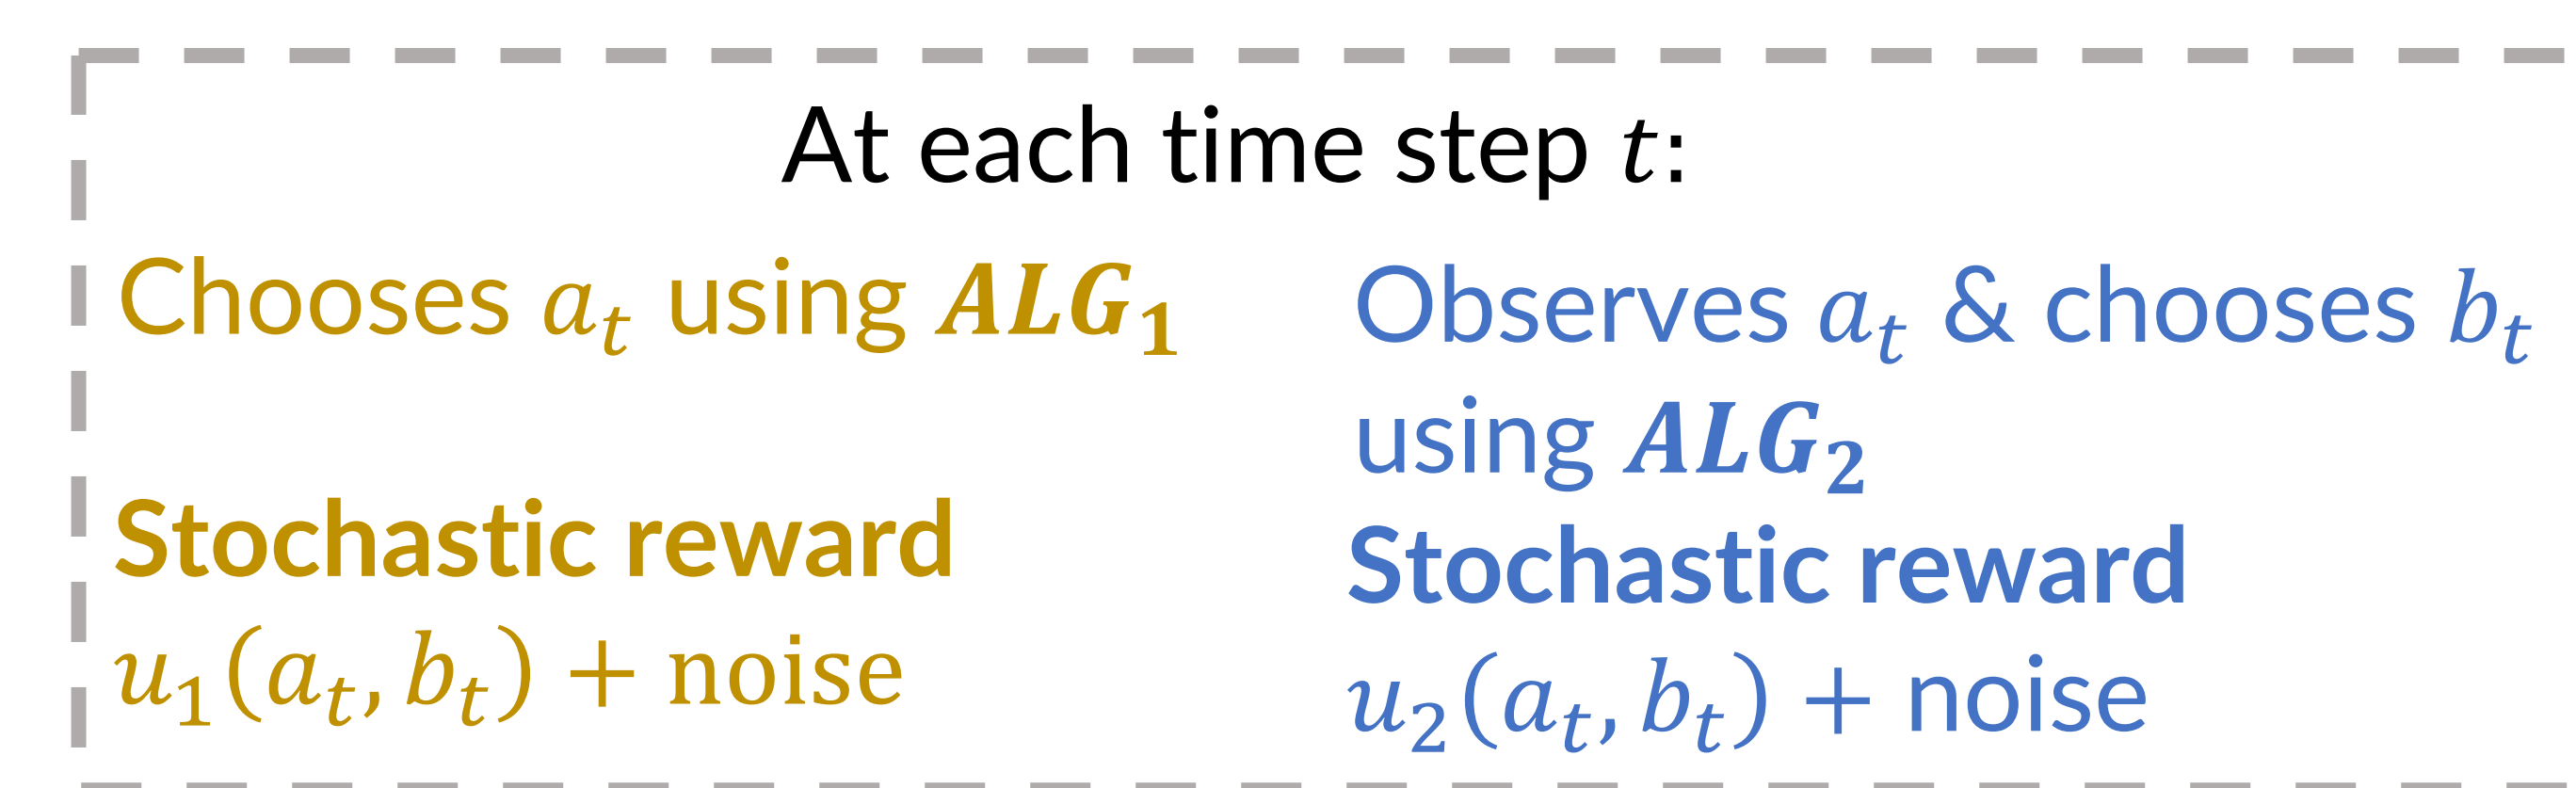 At each time step t:
Chooses a_t using ALG_1
Stochastic reward
u_1(a_t, b_t) + noise
Observes a_t & chooses b_t
using ALG_2
Stochastic reward
u_2(a_t, b_t) + noise